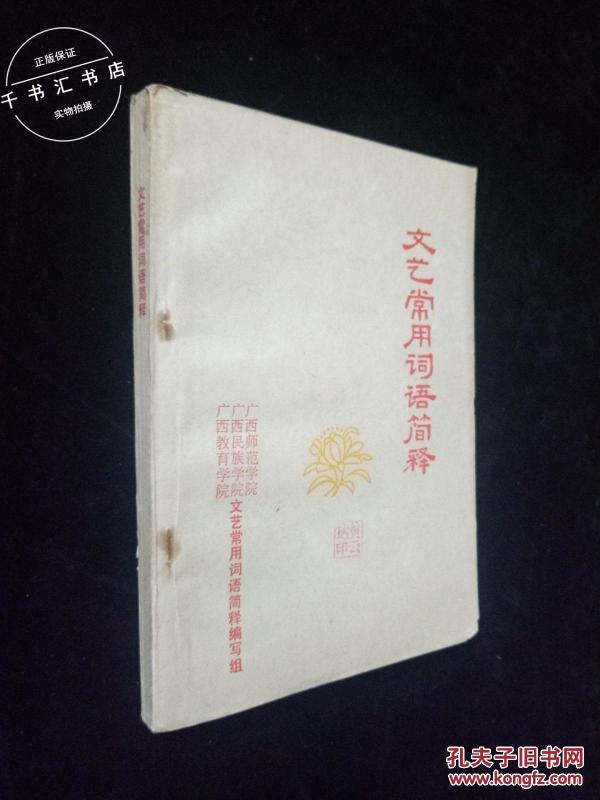 正版保证
千书汇书店
实物拍摄
文艺常用词语简释
文艺常用词语简释
广西师范学院
广西民族学院
广西教育学院
文艺常用词语简释编写组
孔夫子旧书网
www.kongfz.com